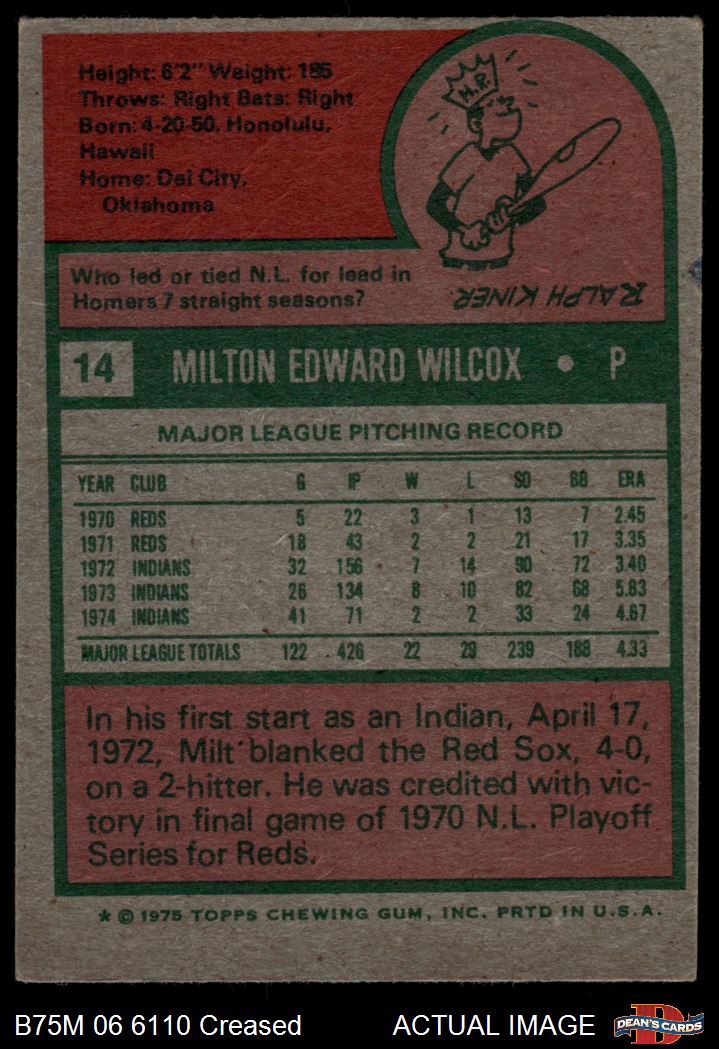 Height: 6'2" Weight: 185
Throws: Right Bats: Right
Born: 4-20-50, Honolulu,
Hawaii
Home: Del City,
Oklahoma
H.R.
Who led or tied N.L. for lead in
Homers 7 straight seasons?
RALPH KINER
14 MILTON EDWARD WILCOX • P
MAJOR LEAGUE PITCHING RECORD
YEAR CLUB G IP W L SO BB ERA
1970 REDS 5 22 3 1 13 7 2.45
1971 REDS 18 43 2 2 21 17 3.35
1972 INDIANS 32 156 7 14 90 72 3.40
1973 INDIANS 26 134 8 10 82 68 5.83
1974 INDIANS 41 71 2 2 33 24 4.67
MAJOR LEAGUE TOTALS 122 426 22 29 239 188 4.33
In his first start as an Indian, April 17,
1972, Milt blanked the Red Sox, 4-0,
on a 2-hitter. He was credited with vic-
tory in final game of 1970 N.L. Playoff
Series for Reds.
* © 1975 TOPPS CHEWING GUM, INC. PRTD IN U.S.A.
B75M 06 6110 Creased ACTUAL IMAGE DEAN'S CARDS